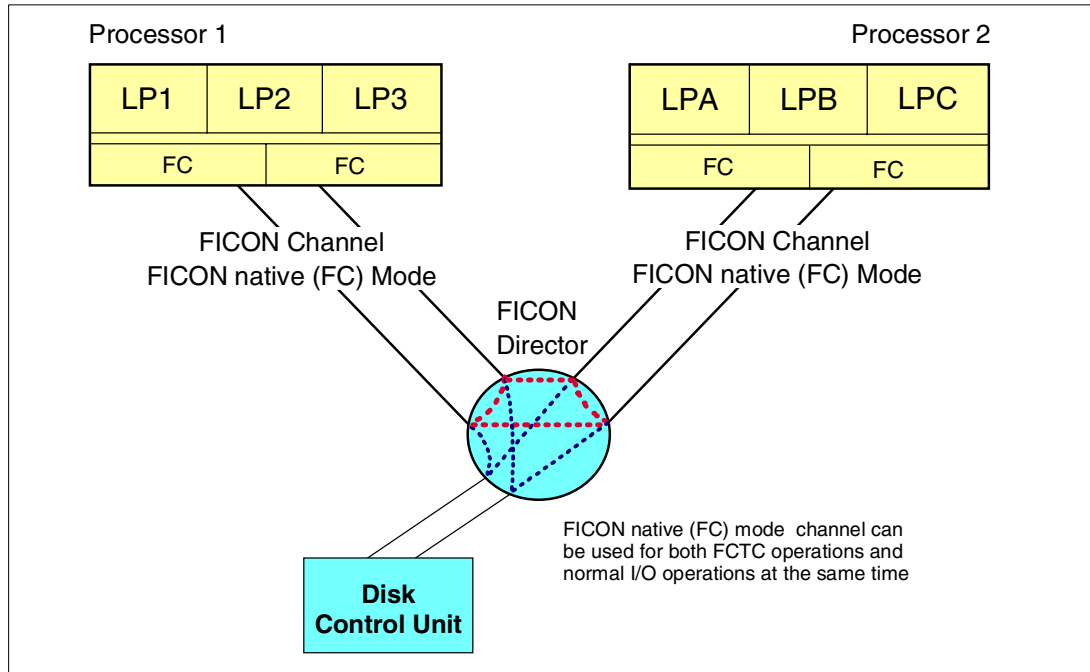 Processor 1
Processor 2
LP1 LP2 LP3
FC FC
LPA LPB LPC
FC FC
FICON Channel
FICON native (FC) Mode
FICON Channel
FICON native (FC) Mode
FICON
Director
FICON native (FC) mode channel can
be used for both FCTC operations and
normal I/O operations at the same time
Disk
Control Unit